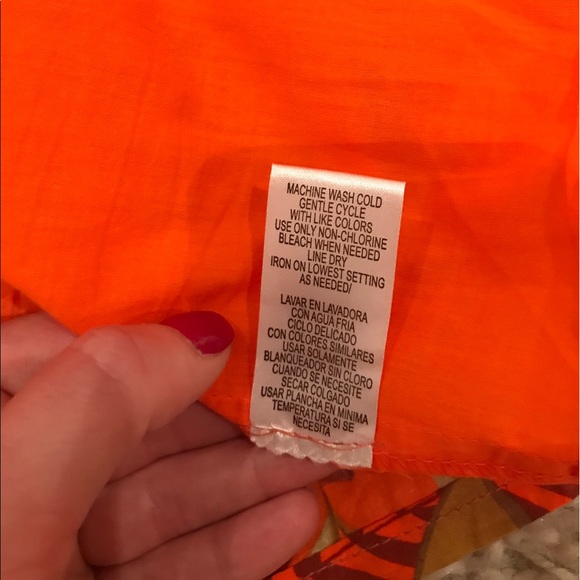 MACHINE WASH COLD
GENTLE CYCLE
WITH LIKE COLORS
USE ONLY NON-CHLORINE
BLEACH WHEN NEEDED
LINE DRY
IRON ON LOWEST SETTING
AS NEEDED/
LAVAR EN LAVADORA
CON AGUA FRIA
CICLO DELICADO
CON COLORES SIMILARES
USAR SOLAMENTE
BLANQUEADOR SIN CLORO
CUANDO SE NECESITE
SECAR COLGADO
USAR PLANCHA EN MINIMA
TEMPERATURA SI SE
NECESITA